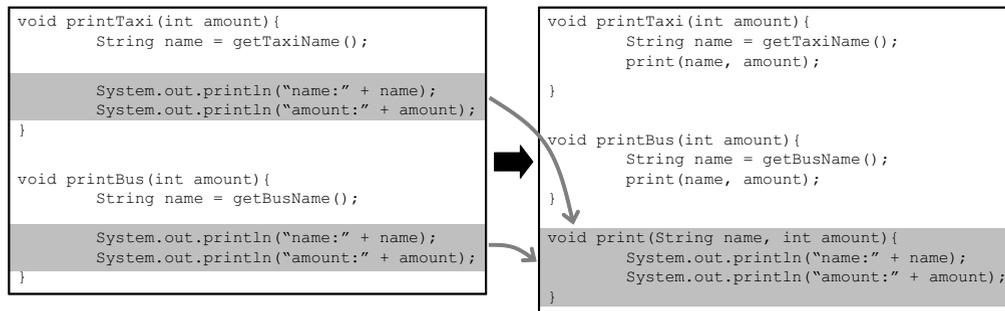 void printTaxi(int amount){
String name = getTaxiName();
System.out.println(“name:” + name);
System.out.println(“amount:” + amount);
}
void printBus(int amount){
String name = getBusName();
System.out.println(“name:” + name);
System.out.println(“amount:” + amount);
}
void printTaxi(int amount){
String name = getTaxiName();
print(name, amount);
}
void printBus(int amount){
String name = getBusName();
print(name, amount);
}
void print(String name, int amount){
System.out.println(“name:” + name);
System.out.println(“amount:” + amount);
}